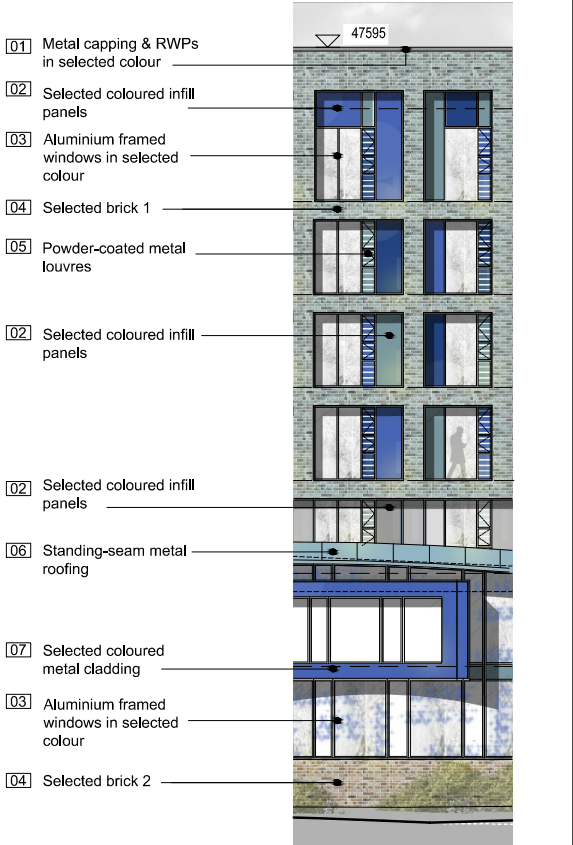 47595
01 Metal capping & RWPs
in selected colour
02 Selected coloured infill
panels
03 Aluminium framed
windows in selected
colour
04 Selected brick 1
05 Powder-coated metal
louvres
02 Selected coloured infill
panels
02 Selected coloured infill
panels
06 Standing-seam metal
roofing
07 Selected coloured
metal cladding
03 Aluminium framed
windows in selected
colour
04 Selected brick 2